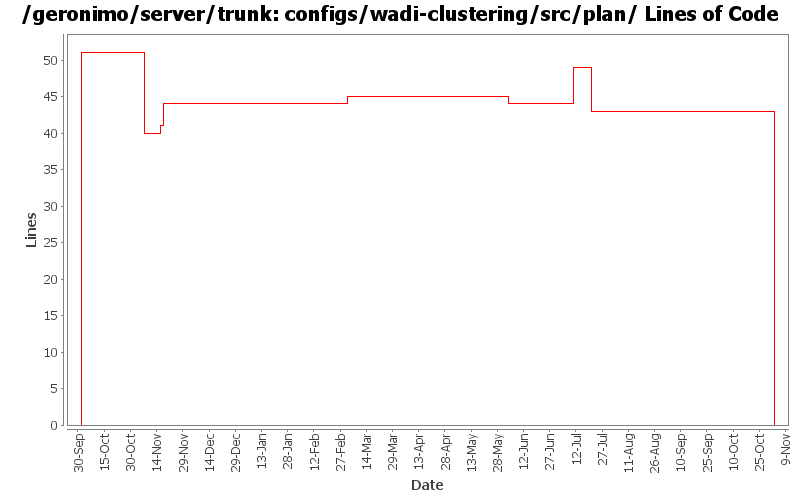 /geronimo/server/trunk: configs/wadi-clustering/src/plan/ Lines of Code
Lines
50
45
40
35
30
25
20
15
10
5
0
30-Sep
15-Oct
30-Oct
14-Nov
29-Nov
14-Dec
29-Dec
13-Jan
28-Jan
12-Feb
27-Feb
14-Mar
29-Mar
13-Apr
28-Apr
13-May
28-May
12-Jun
27-Jun
12-Jul
27-Jul
11-Aug
26-Aug
10-Sep
25-Sep
10-Oct
25-Oct
9-Nov
Date